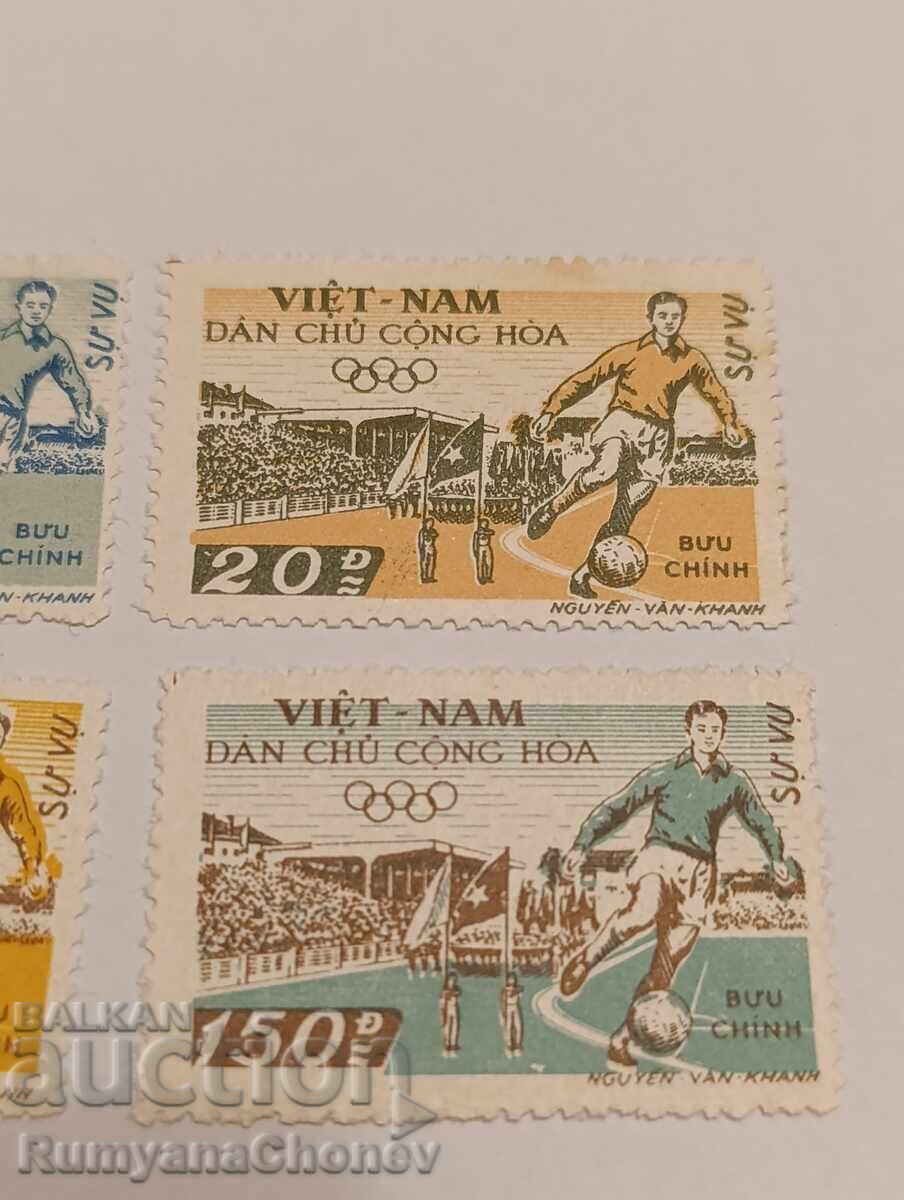 SỰ VỤ
BƯU
CHÍNH
N-KHANH
VIỆT-NAM
DÂN CHỦ CỘNG HÒA
SỰ VỤ
20Đ
BƯU
CHÍNH
NGUYỄN-VĂN-KHANH
SỰ VỤ
VIỆT-NAM
DÂN CHỦ CỘNG HÒA
SỰ VỤ
150Đ
BƯU
CHÍNH
NGUYỄN-VĂN-KHANH
BALKAN
auction
RumyanaChonev